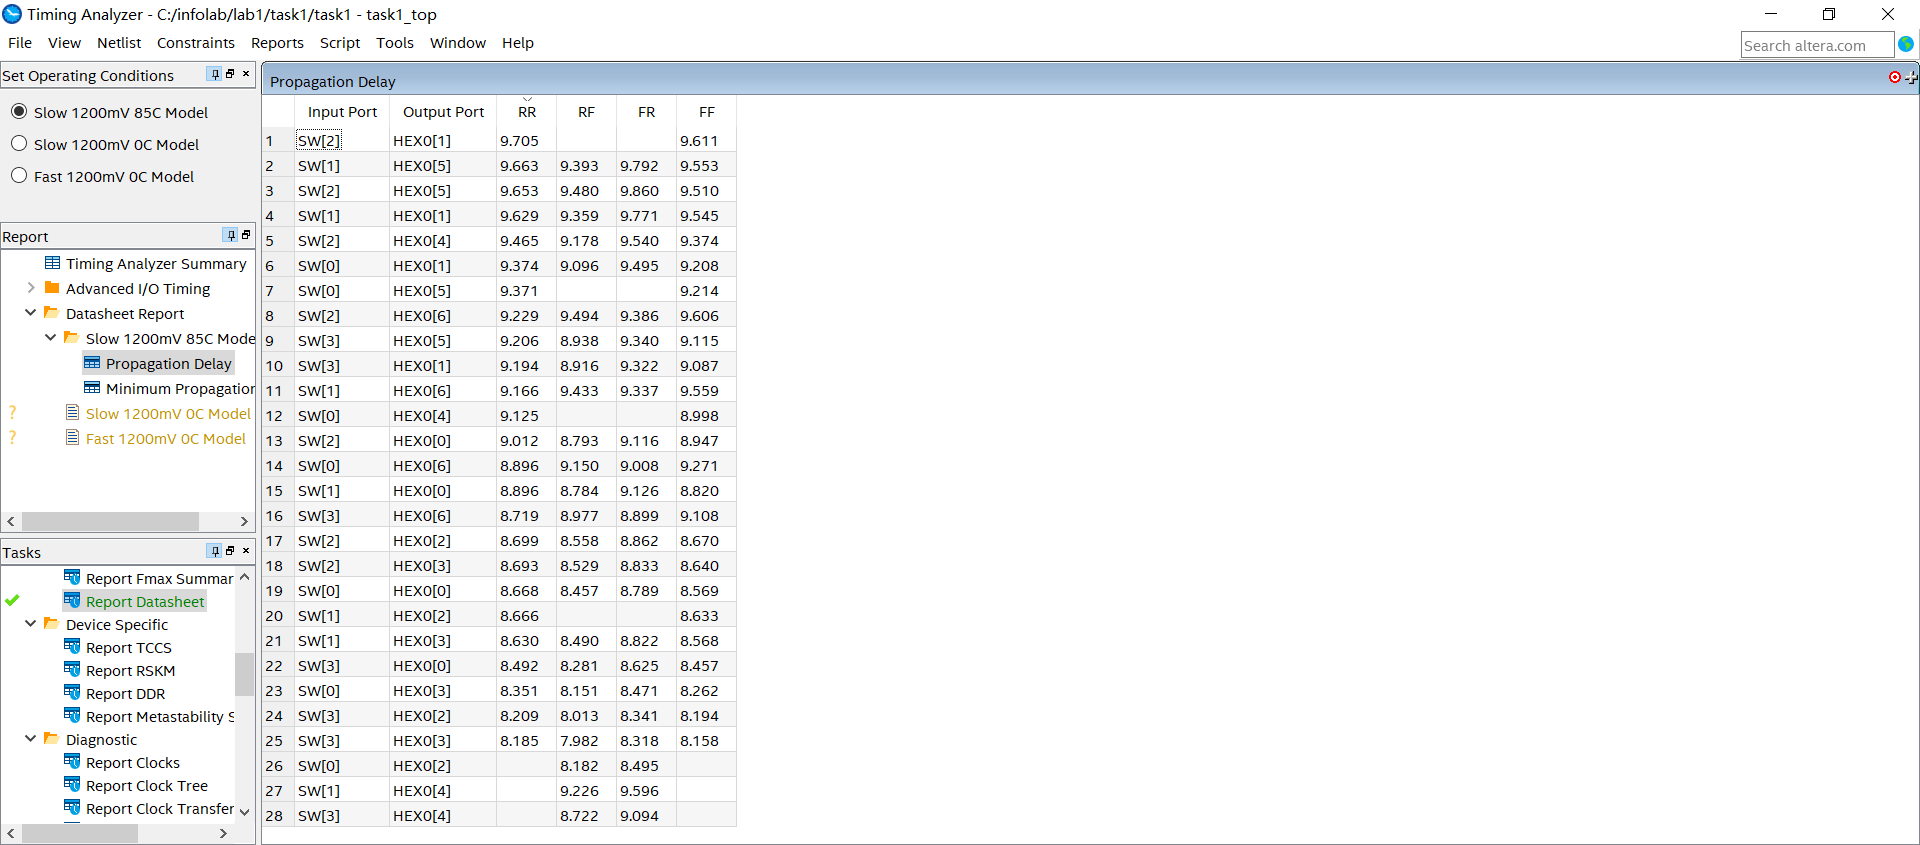 Timing Analyzer - C:/infolab/lab1/task1/task1 - task1_top
File View Netlist Constraints Reports Script Tools Window Help
Search altera.com
Set Operating Conditions
Slow 1200mV 85C Model
Slow 1200mV 0C Model
Fast 1200mV 0C Model
Report
Timing Analyzer Summary
Advanced I/O Timing
Datasheet Report
Slow 1200mV 85C Mode
Propagation Delay
Minimum Propagation
? Slow 1200mV 0C Model
? Fast 1200mV 0C Model
Tasks
Report Fmax Summar
Report Datasheet
Device Specific
Report TCCS
Report RSKM
Report DDR
Report Metastability S
Diagnostic
Report Clocks
Report Clock Tree
Report Clock Transfer
Propagation Delay
Input Port Output Port RR RF FR FF
1 SW[2] HEX0[1] 9.705 9.611
2 SW[1] HEX0[5] 9.663 9.393 9.792 9.553
3 SW[2] HEX0[5] 9.653 9.480 9.860 9.510
4 SW[1] HEX0[1] 9.629 9.359 9.771 9.545
5 SW[2] HEX0[4] 9.465 9.178 9.540 9.374
6 SW[0] HEX0[1] 9.374 9.096 9.495 9.208
7 SW[0] HEX0[5] 9.371 9.214
8 SW[2] HEX0[6] 9.229 9.494 9.386 9.606
9 SW[3] HEX0[5] 9.206 8.938 9.340 9.115
10 SW[3] HEX0[1] 9.194 8.916 9.322 9.087
11 SW[1] HEX0[6] 9.166 9.433 9.337 9.559
12 SW[0] HEX0[4] 9.125 8.998
13 SW[2] HEX0[0] 9.012 8.793 9.116 8.947
14 SW[0] HEX0[6] 8.896 9.150 9.008 9.271
15 SW[1] HEX0[0] 8.896 8.784 9.126 8.820
16 SW[3] HEX0[6] 8.719 8.977 8.899 9.108
17 SW[2] HEX0[2] 8.699 8.558 8.862 8.670
18 SW[2] HEX0[3] 8.693 8.529 8.833 8.640
19 SW[0] HEX0[0] 8.668 8.457 8.789 8.569
20 SW[1] HEX0[2] 8.666 8.633
21 SW[1] HEX0[3] 8.630 8.490 8.822 8.568
22 SW[3] HEX0[0] 8.492 8.281 8.625 8.457
23 SW[0] HEX0[3] 8.351 8.151 8.471 8.262
24 SW[3] HEX0[2] 8.209 8.013 8.341 8.194
25 SW[3] HEX0[3] 8.185 7.982 8.318 8.158
26 SW[0] HEX0[2] 8.182 8.495
27 SW[1] HEX0[4] 9.226 9.596
28 SW[3] HEX0[4] 8.722 9.094